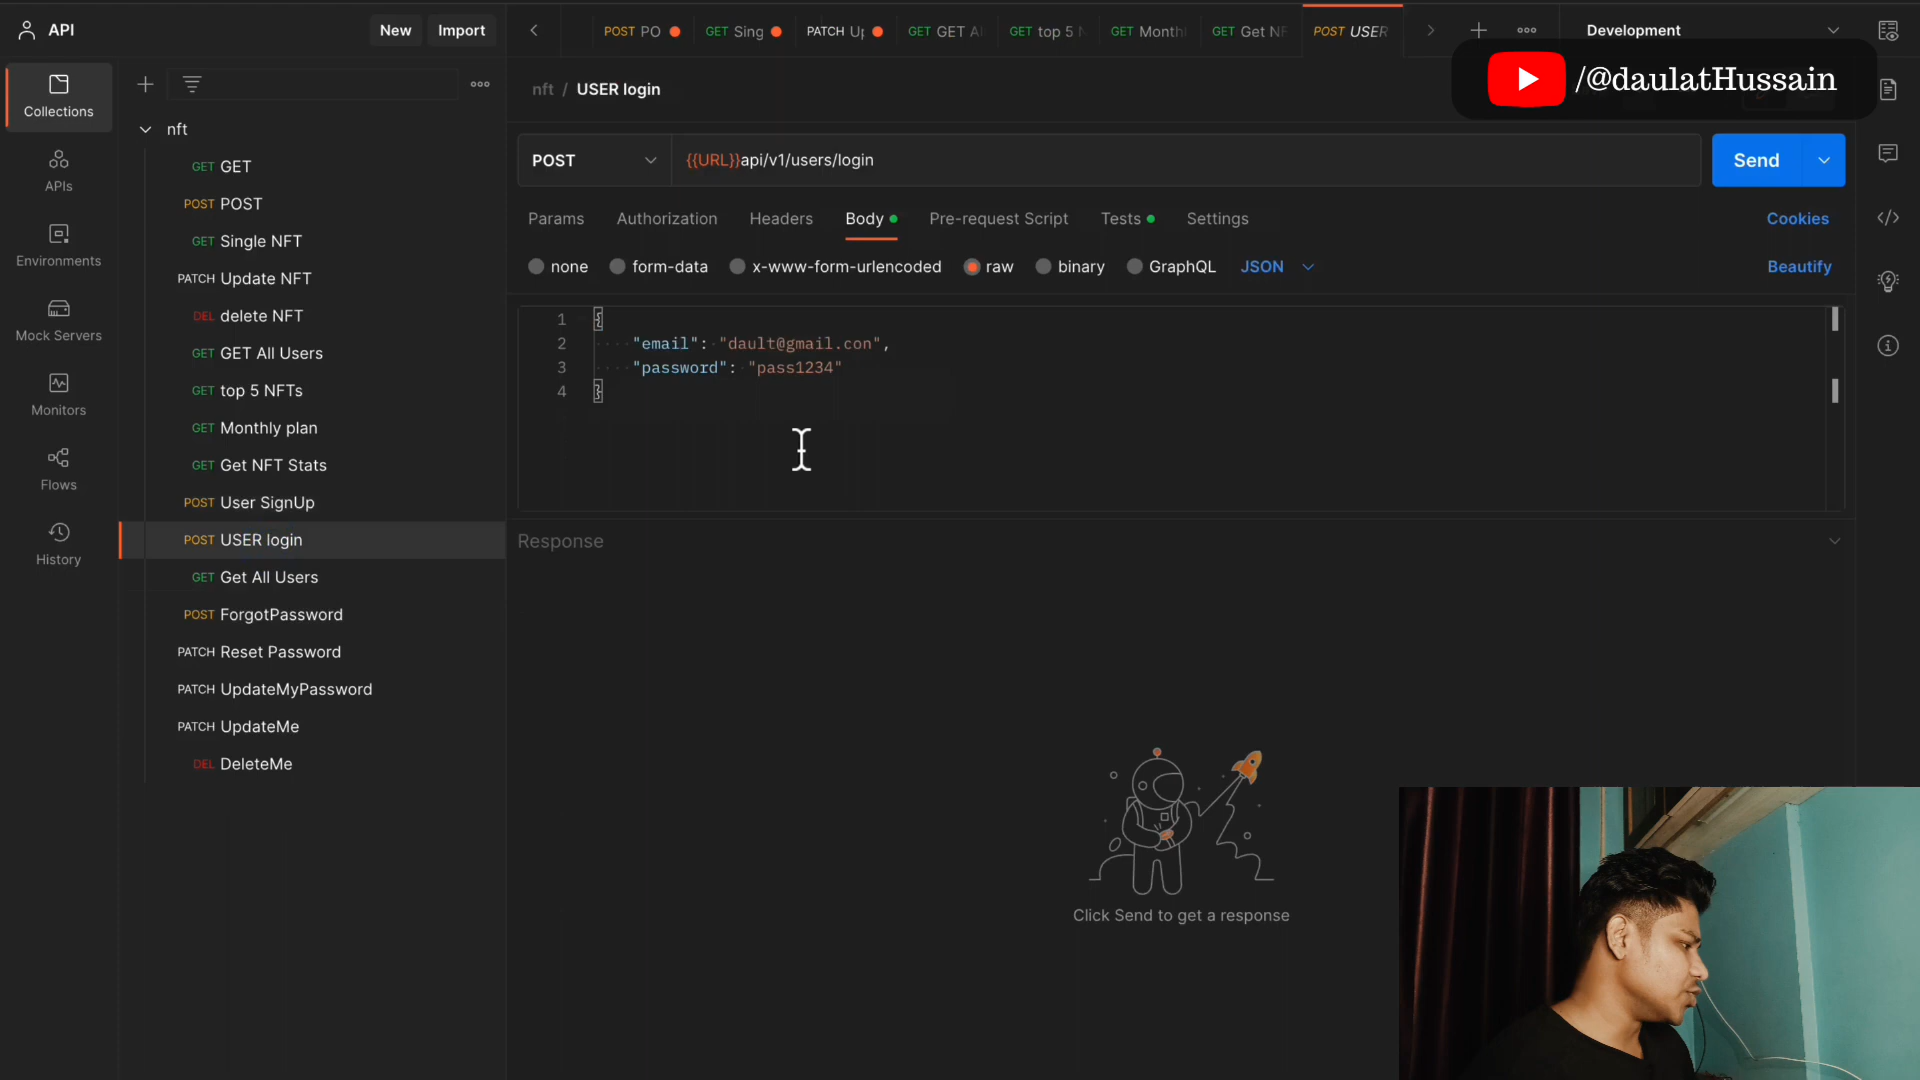 API
New
Import
POST PO
GET Sing
PATCH Up
GET GET Al
GET top 5 N
GET Month
GET Get NF
POST USER
Development
/@daulatHussain
Collections
APIs
Environments
Mock Servers
Monitors
Flows
History
nft
GET GET
POST POST
GET Single NFT
PATCH Update NFT
DEL delete NFT
GET GET All Users
GET top 5 NFTs
GET Monthly plan
GET Get NFT Stats
POST User SignUp
POST USER login
GET Get All Users
POST ForgotPassword
PATCH Reset Password
PATCH UpdateMyPassword
PATCH UpdateMe
DEL DeleteMe
nft / USER login
POST
{{URL}}api/v1/users/login
Send
Params
Authorization
Headers
Body
Pre-request Script
Tests
Settings
Cookies
none
form-data
x-www-form-urlencoded
raw
binary
GraphQL
JSON
Beautify
1 {
2 "email": "dault@gmail.con",
3 "password": "pass1234"
4 }
Response
Click Send to get a response